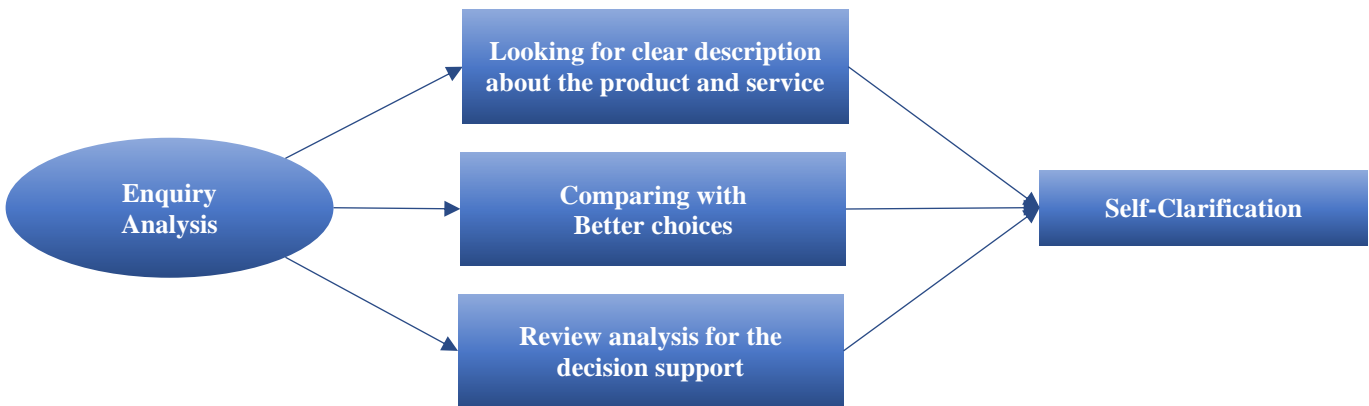 Enquiry
Analysis
Looking for clear description
about the product and service
Comparing with
Better choices
Review analysis for the
decision support
Self-Clarification